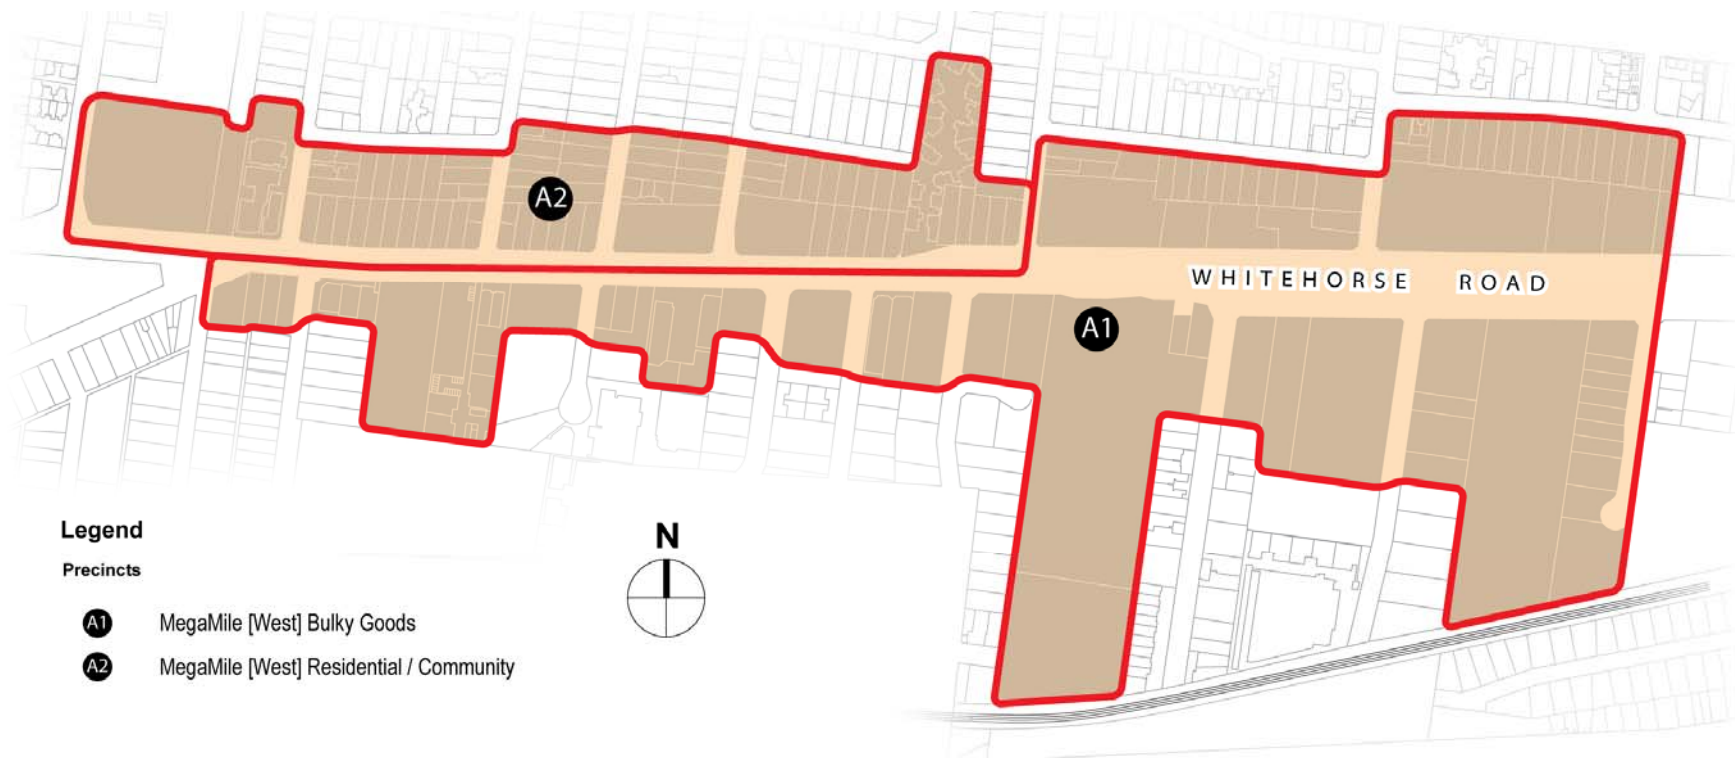 A2
WHITEHORSE ROAD
A1
Legend
Precincts
N
A1 MegaMile [West] Bulky Goods
A2 MegaMile [West] Residential / Community